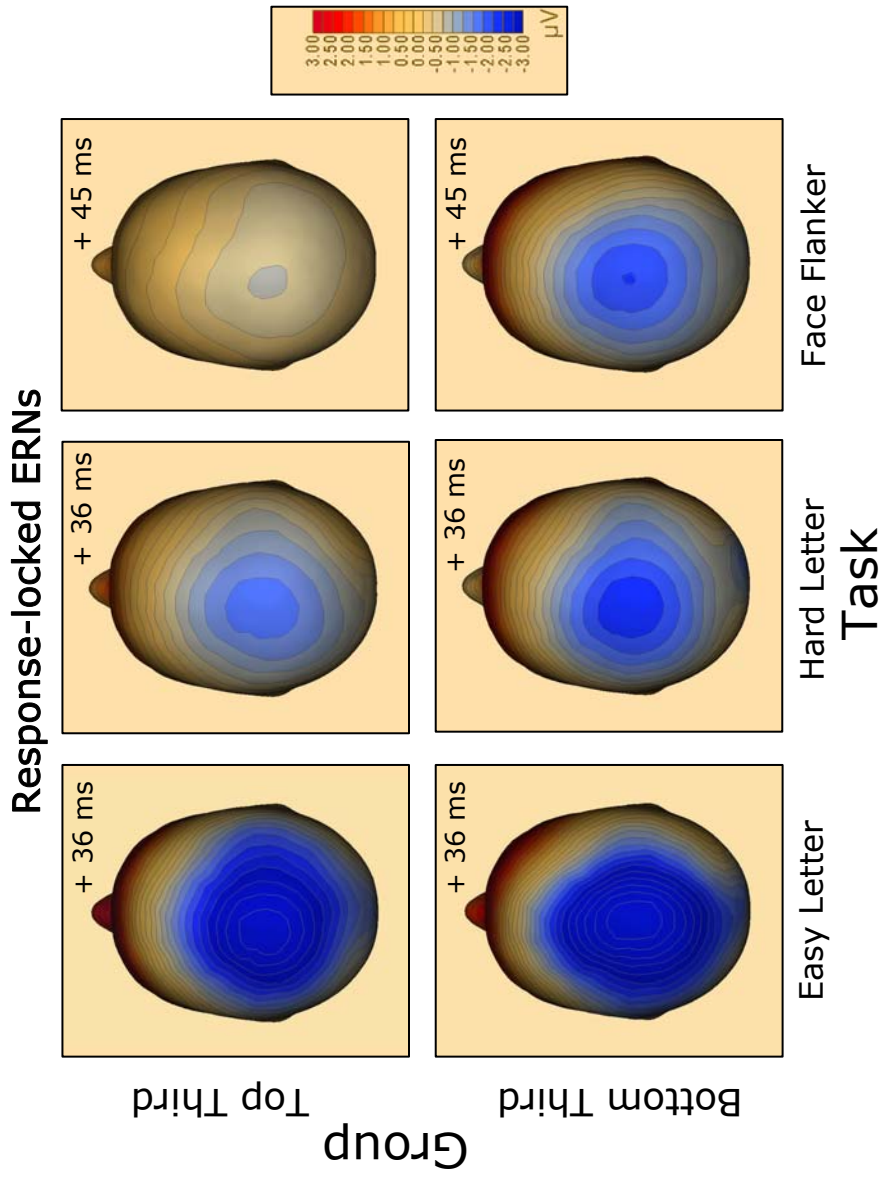 Response-locked ERNs
+ 36 ms
+ 36 ms
+ 45 ms
3.00
2.50
2.00
1.50
1.00
0.50
0.00
-0.50
-1.00
-1.50
-2.00
-2.50
-3.00
µV
Group
Top Third
Bottom Third
+ 36 ms
+ 36 ms
+ 45 ms
Easy Letter
Hard Letter
Face Flanker
Task